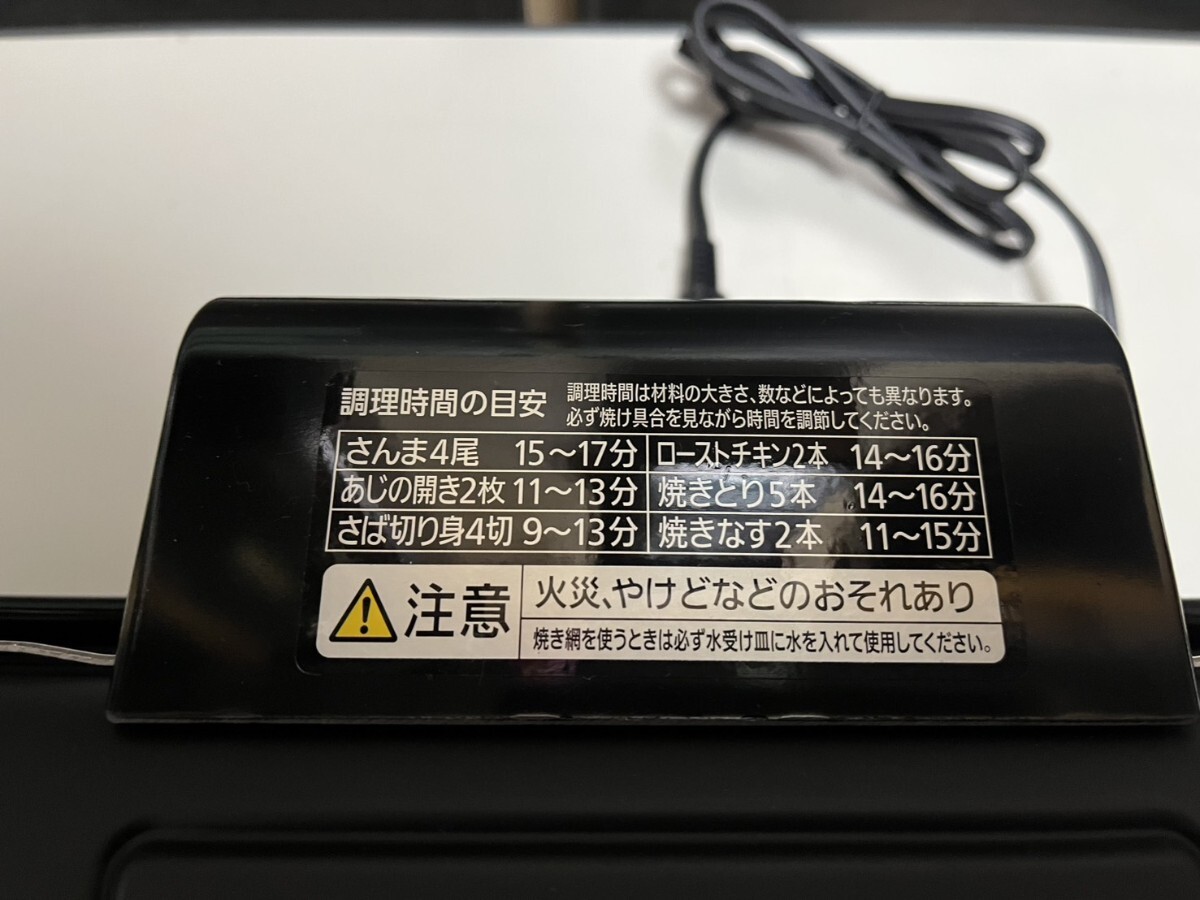 調理時間の目安
調理時間は材料の大きさ、数などによっても異なります。
必ず焼け具合を見ながら時間を調節してください。
さんま4尾 15〜17分 ローストチキン2本 14〜16分
あじの開き2枚 11〜13分 焼きとり5本 14〜16分
さば切り身4切 9〜13分 焼きなす2本 11〜15分
注意
火災、やけどなどのおそれあり
焼き網を使うときは必ず水受け皿に水を入れて使用してください。